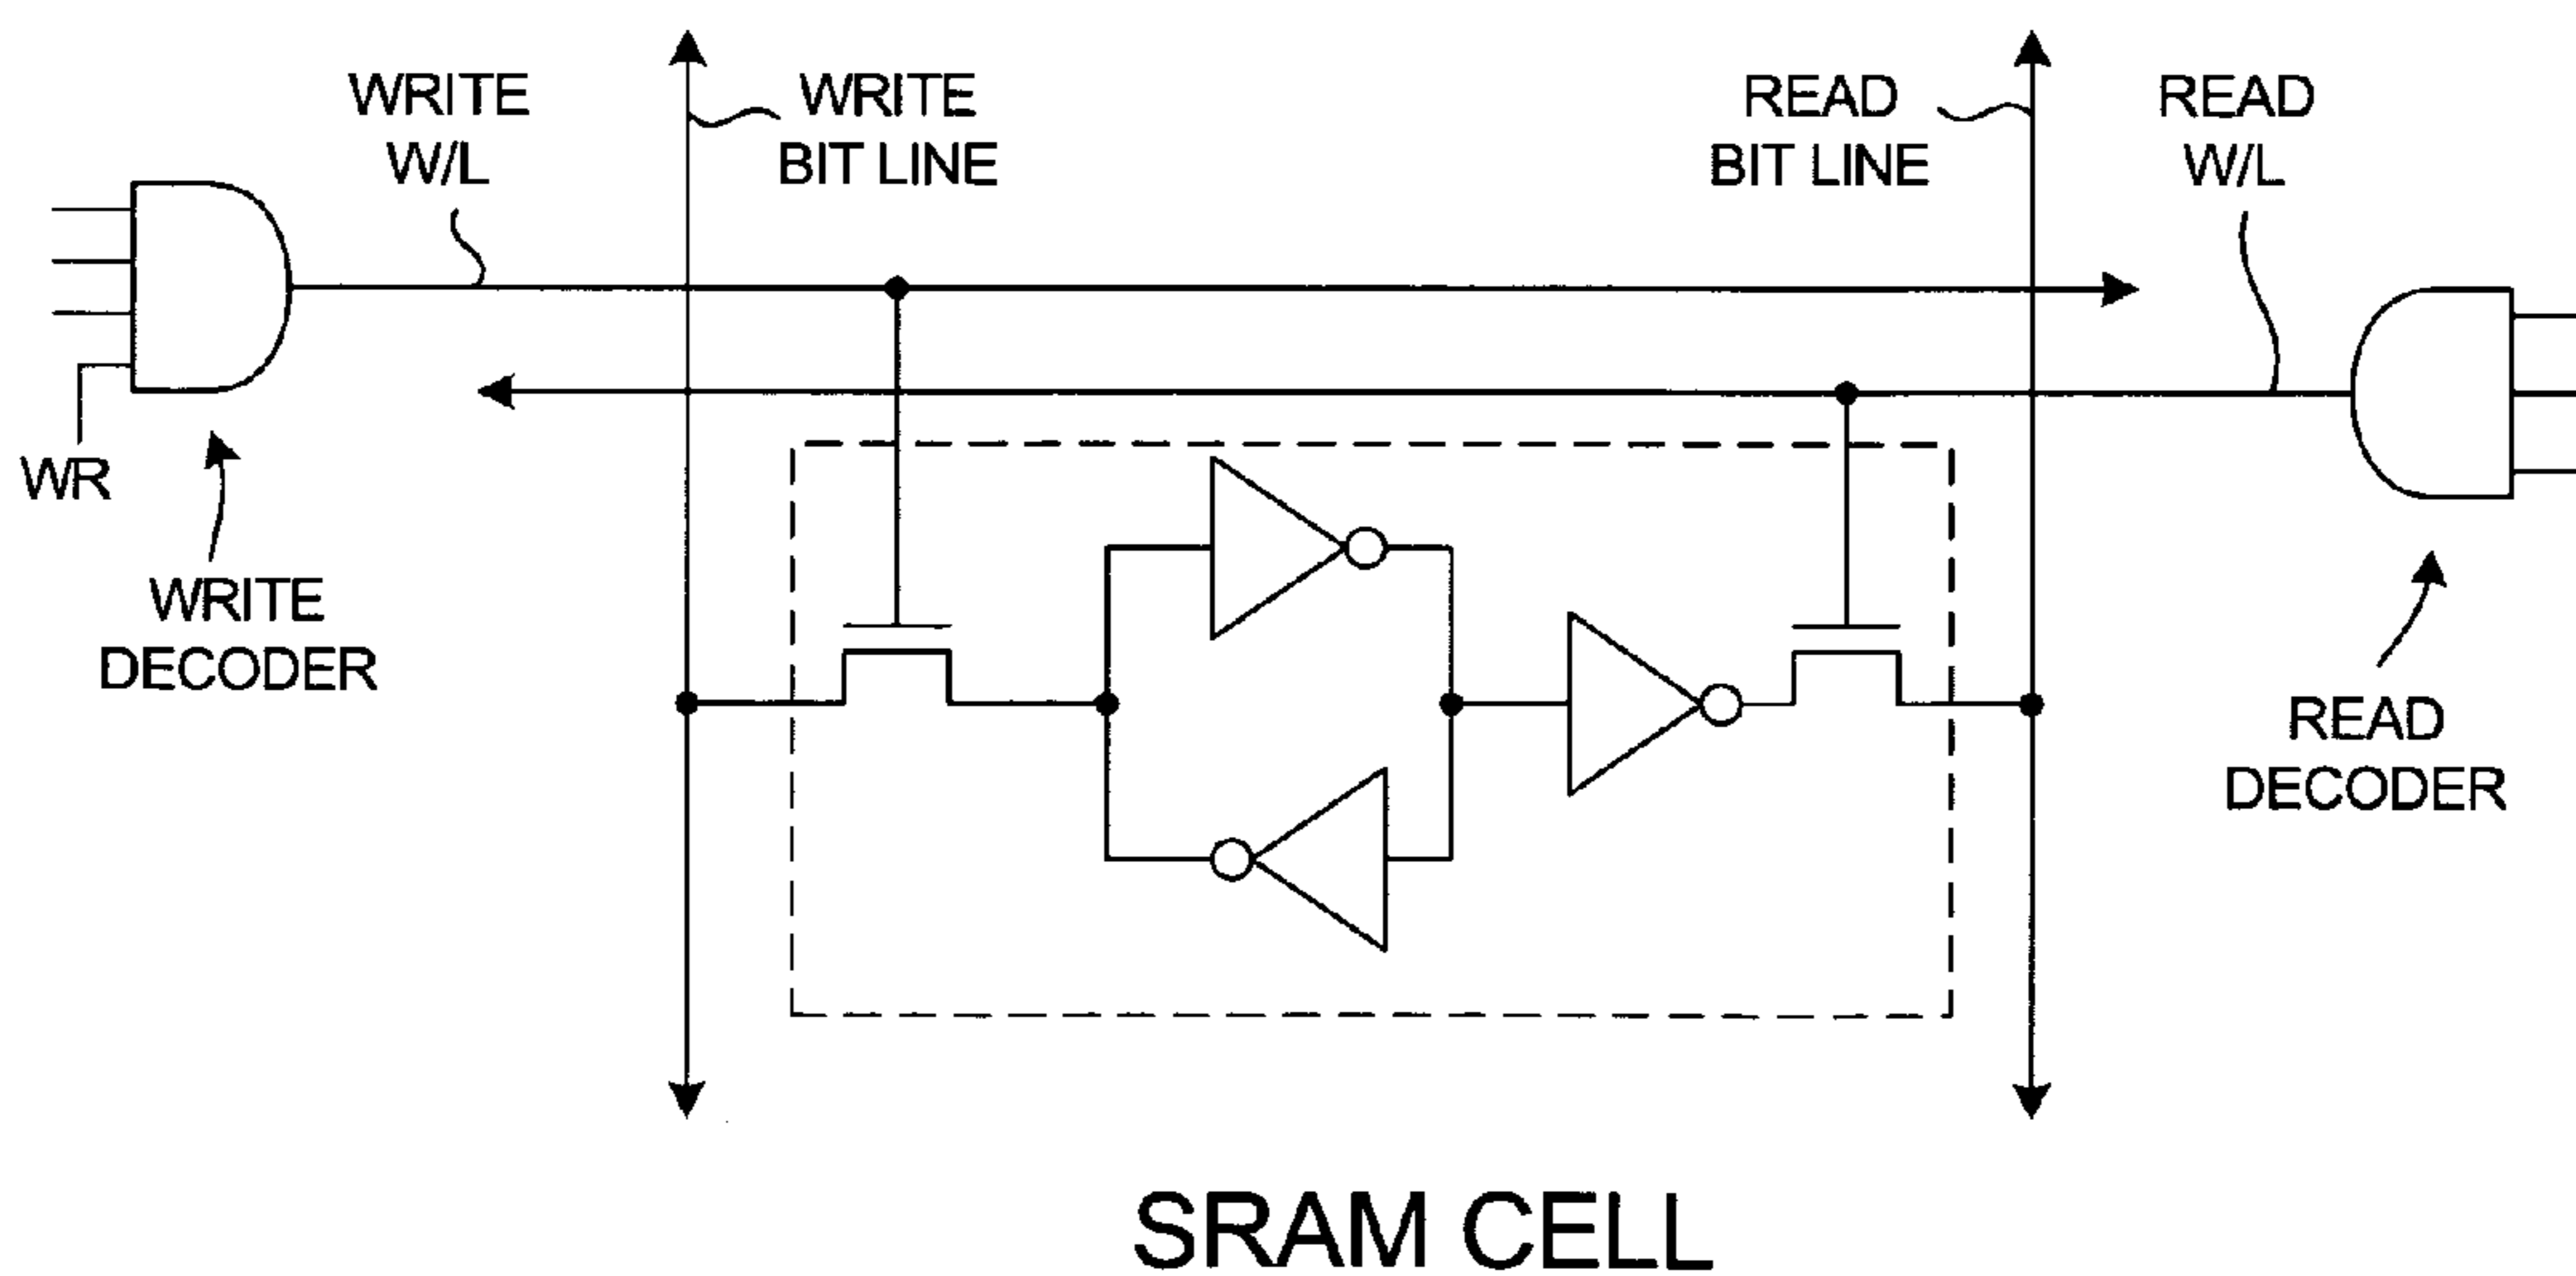 WRITE
W/L
WRITE
BIT LINE
READ
BIT LINE
READ
W/L
WR
WRITE
DECODER
READ
DECODER
SRAM CELL